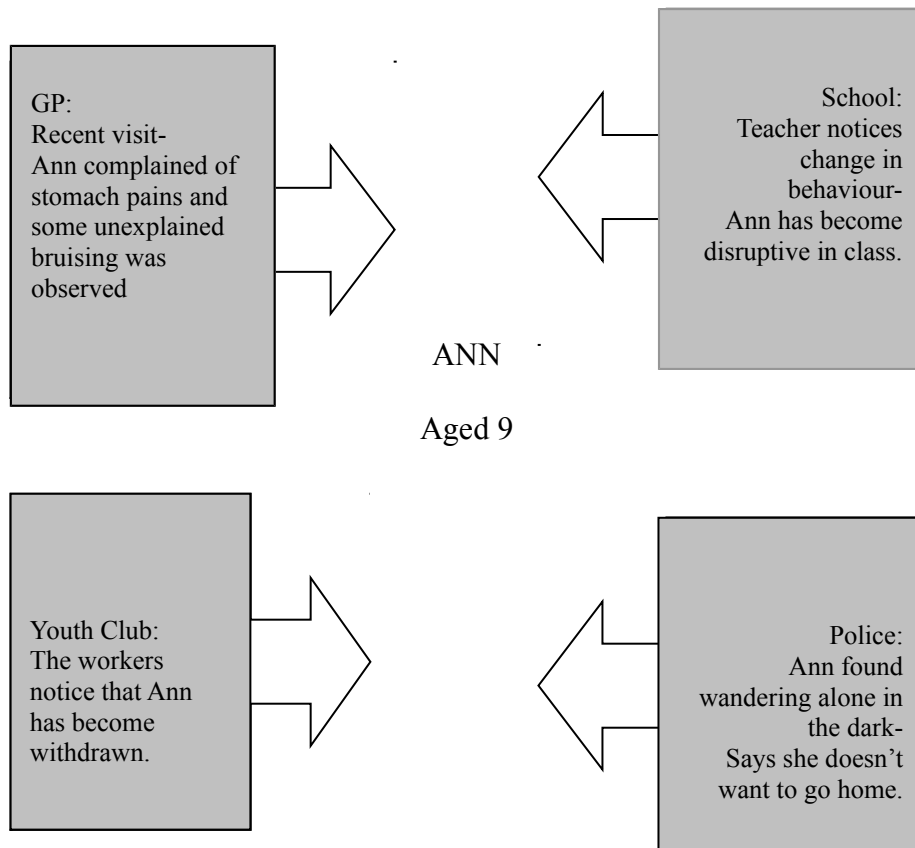 GP:
Recent visit-
Ann complained of
stomach pains and
some unexplained
bruising was
observed
School:
Teacher notices
change in
behaviour-
Ann has become
disruptive in class.
ANN
Aged 9
Youth Club:
The workers
notice that Ann
has become
withdrawn.
Police:
Ann found
wandering alone in
the dark-
Says she doesn’t
want to go home.